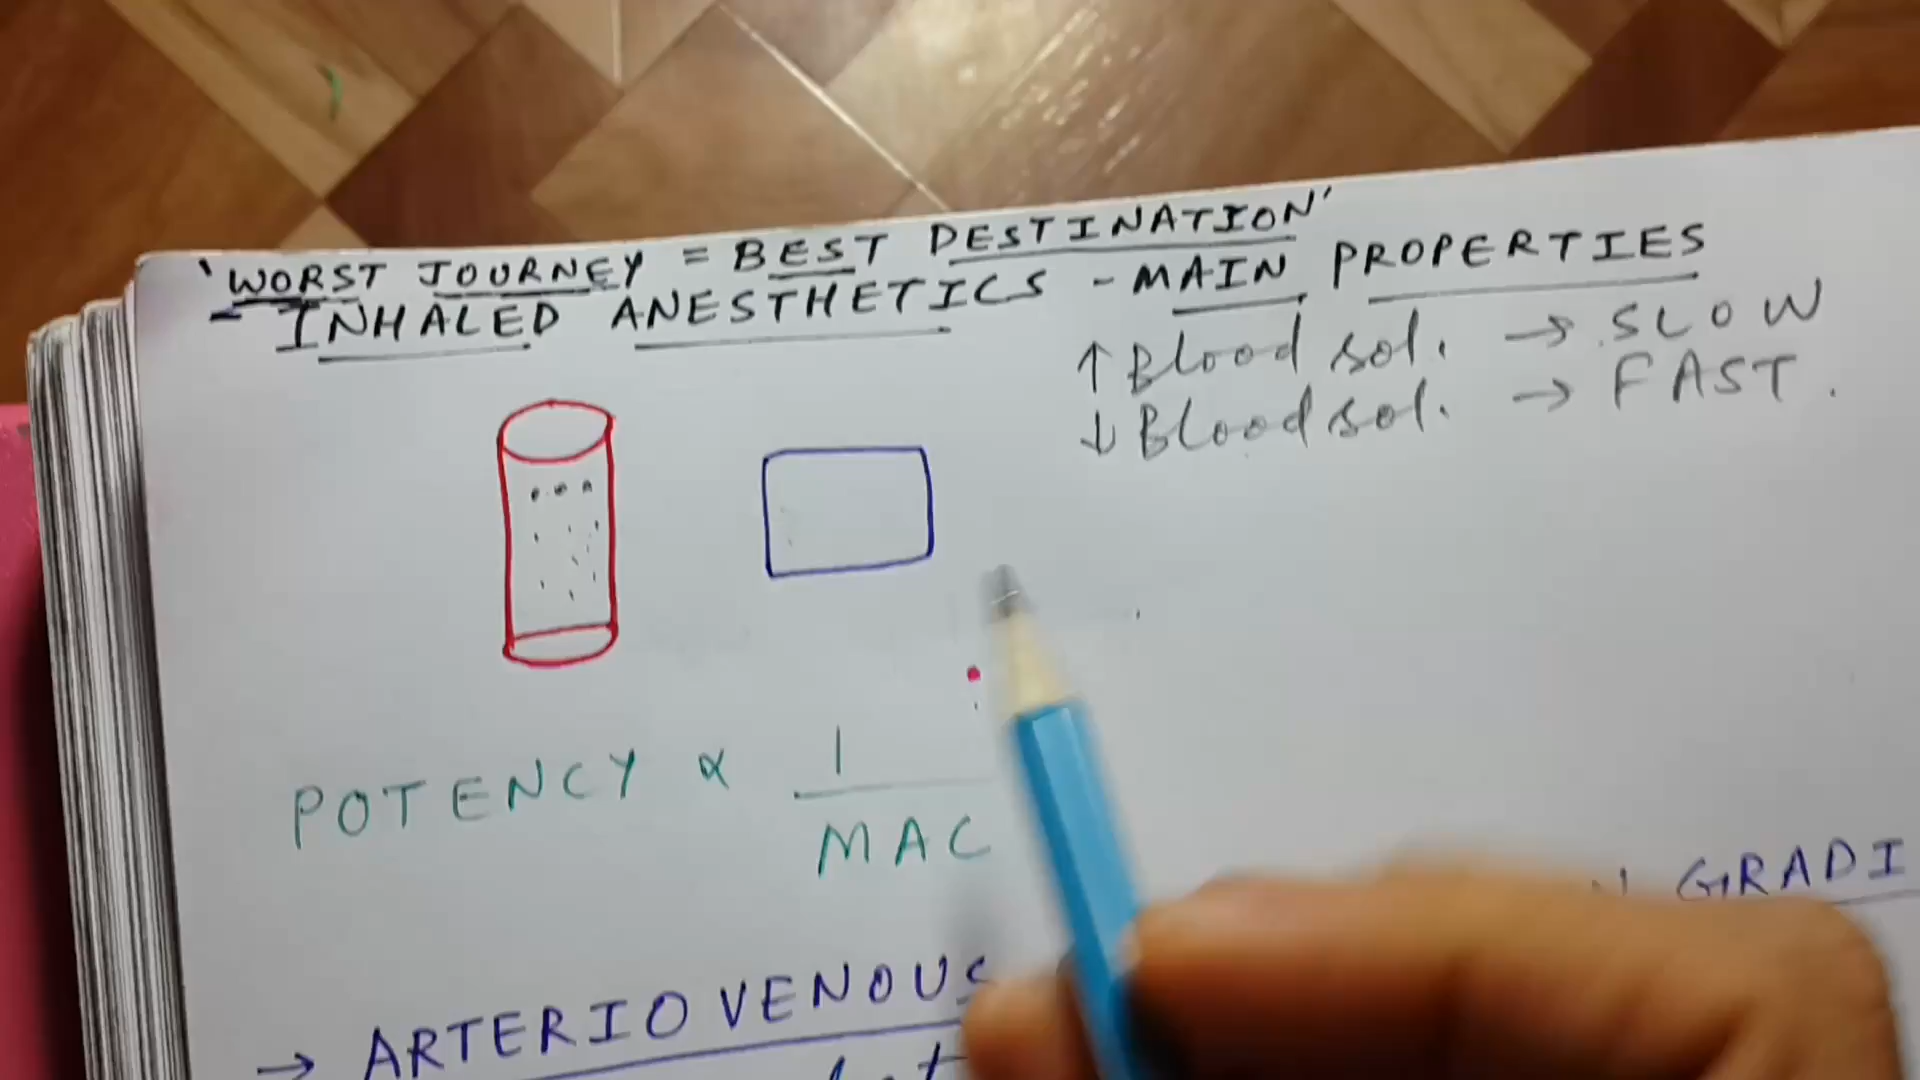 'WORST JOURNEY = BEST DESTINATION'
- INHALED ANESTHETICS - MAIN PROPERTIES
↑ Blood sol. → SLOW
↓ Blood sol. → FAST.
POTENCY ∝ 1
MAC
→ ARTERIOVENOUS GRADI